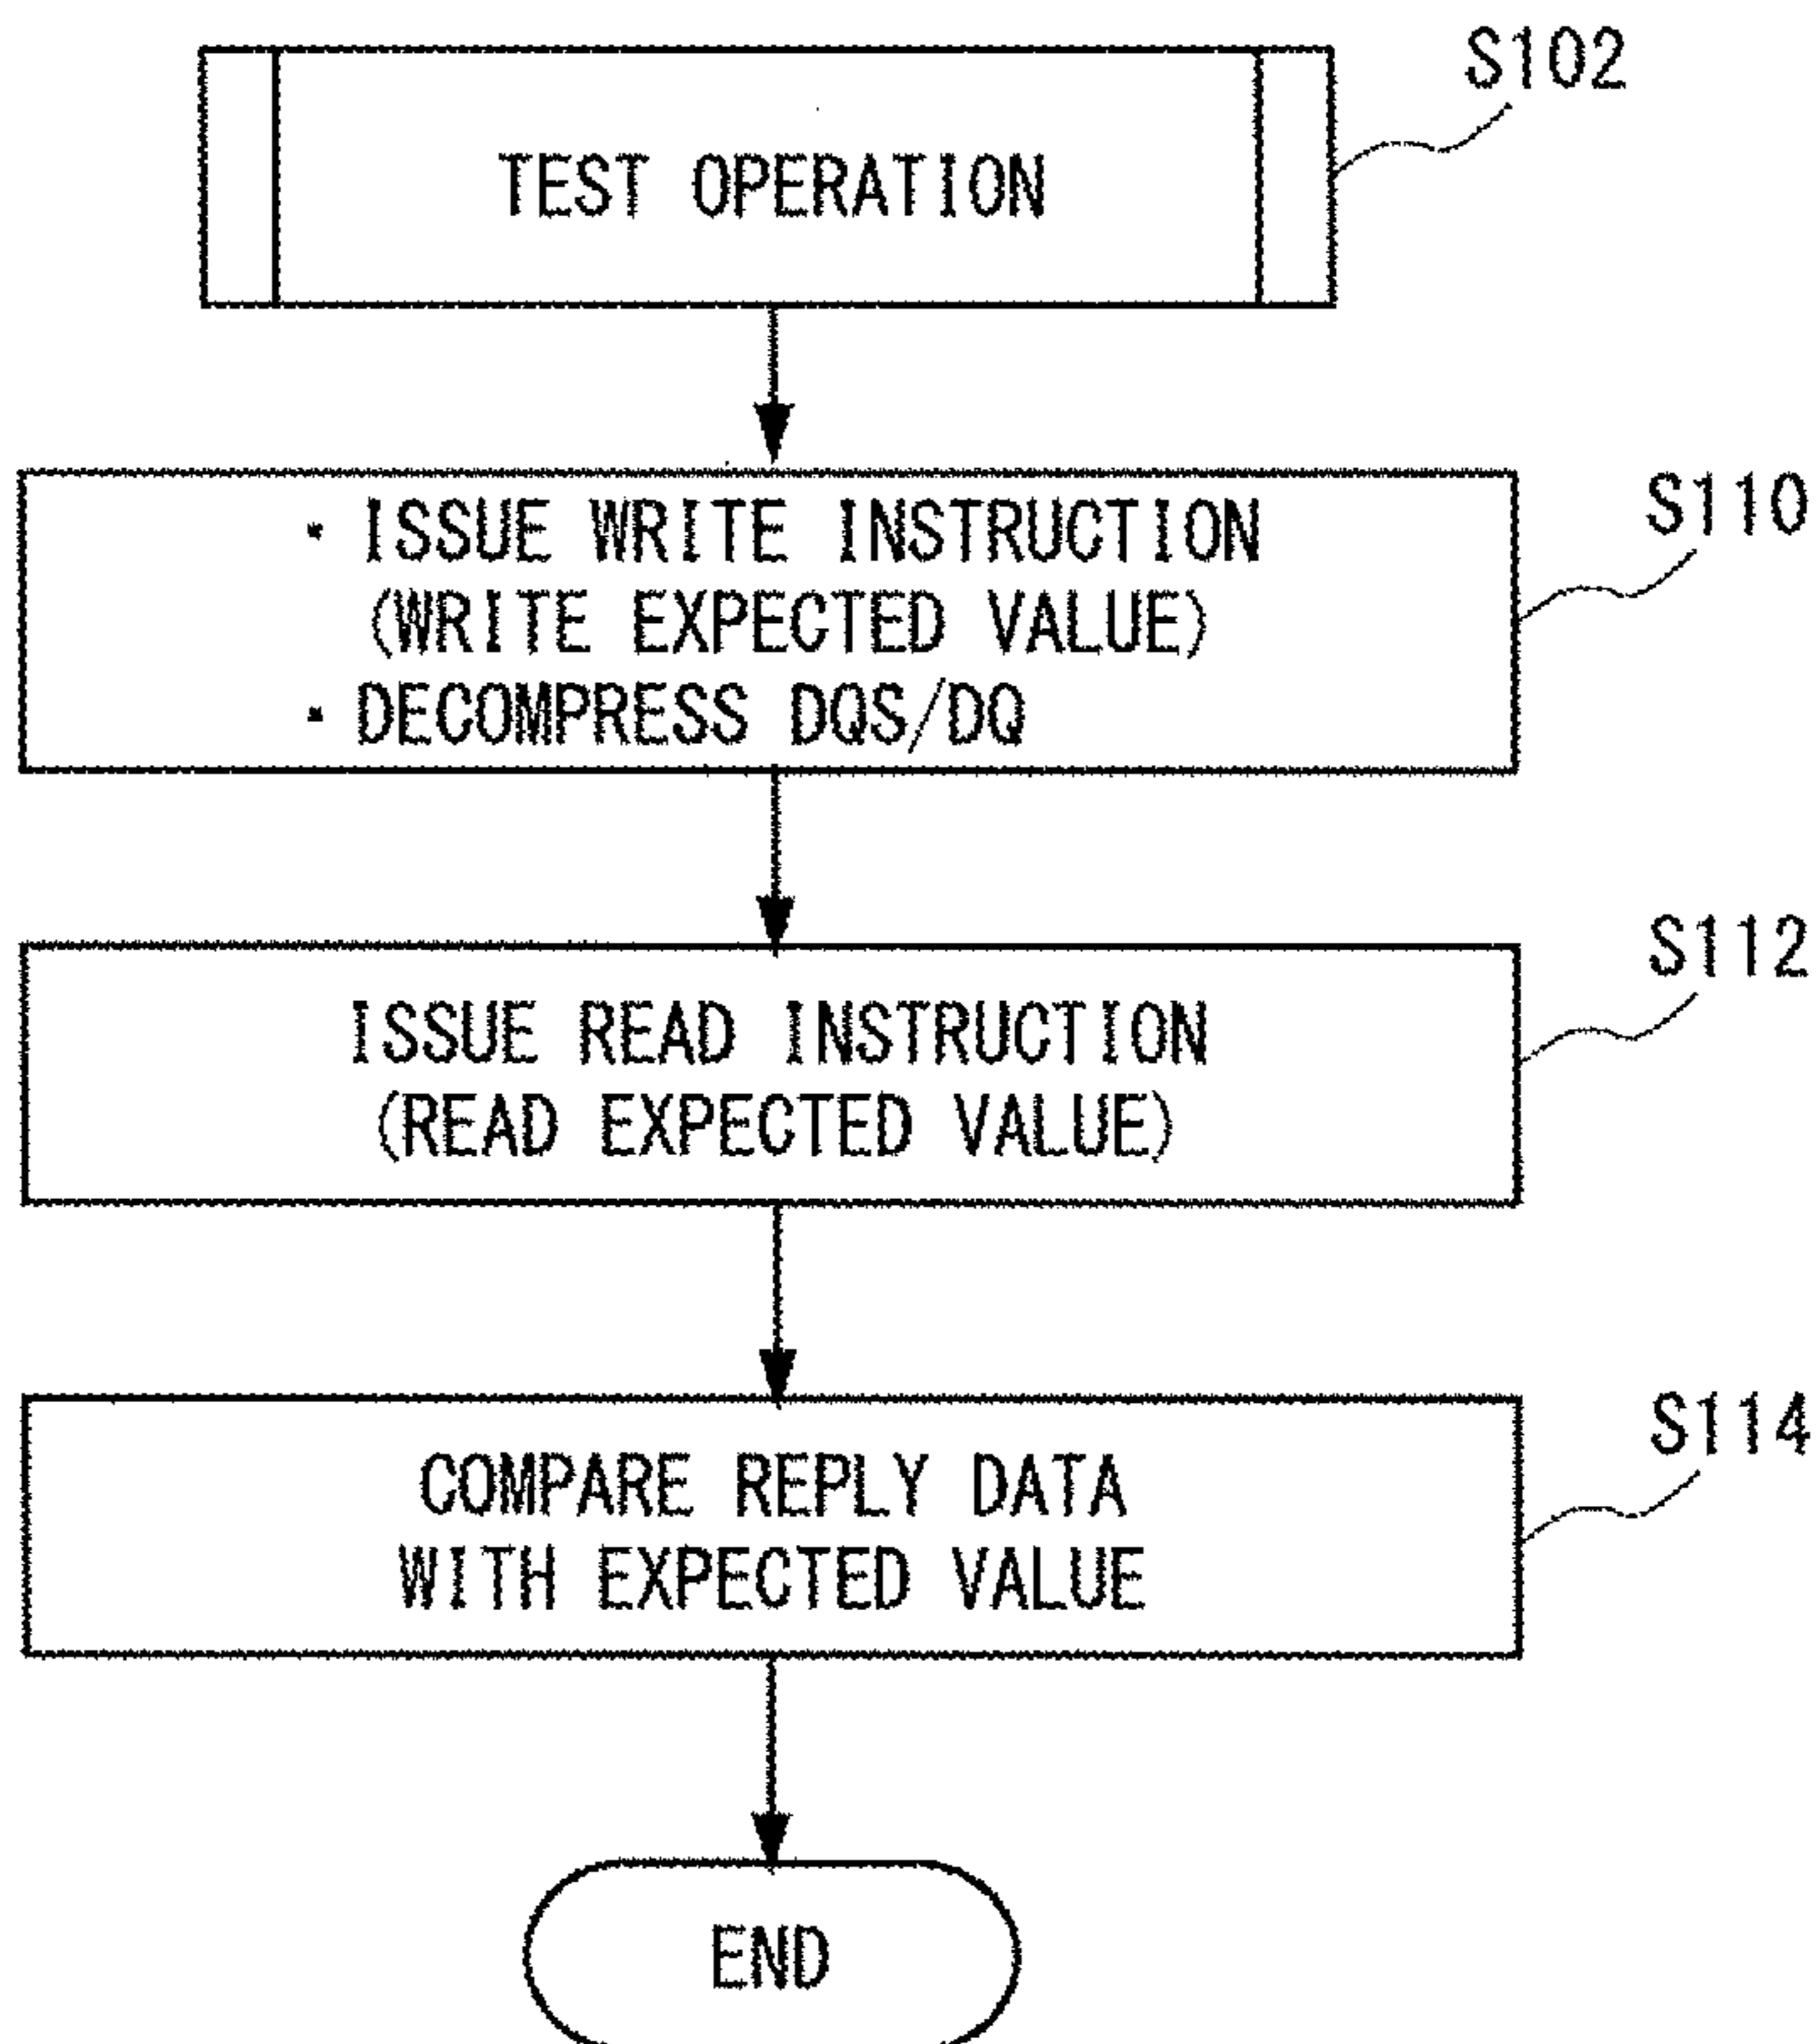 S102
TEST OPERATION
S110
・ISSUE WRITE INSTRUCTION
(WRITE EXPECTED VALUE)
・DECOMPRESS DQS/DQ
S112
ISSUE READ INSTRUCTION
(READ EXPECTED VALUE)
S114
COMPARE REPLY DATA
WITH EXPECTED VALUE
END